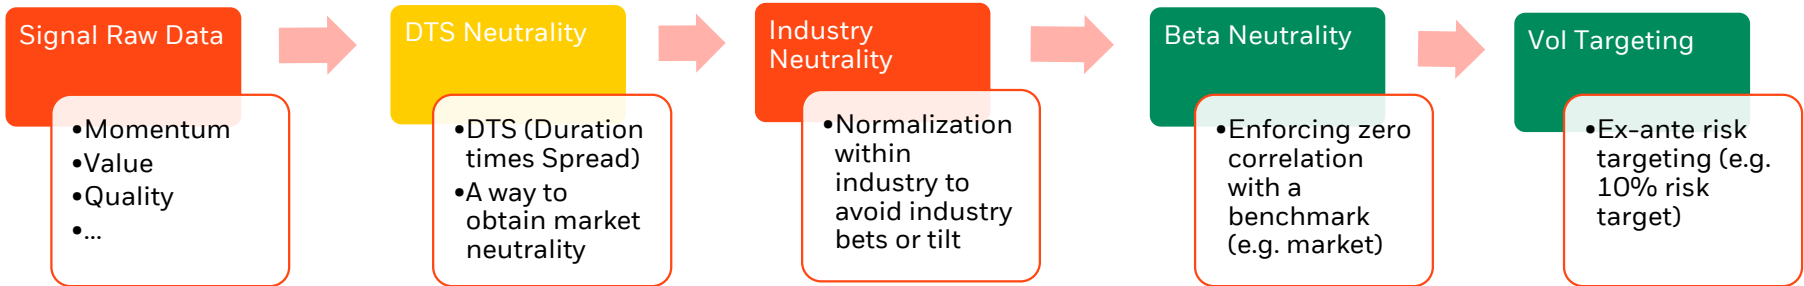 Signal Raw Data
•Momentum
•Value
•Quality
•...
DTS Neutrality
•DTS (Duration
times Spread)
•A way to
obtain market
neutrality
Industry
Neutrality
•Normalization
within
industry to
avoid industry
bets or tilt
Beta Neutrality
•Enforcing zero
correlation
with a
benchmark
(e.g. market)
Vol Targeting
•Ex-ante risk
targeting (e.g.
10% risk
target)